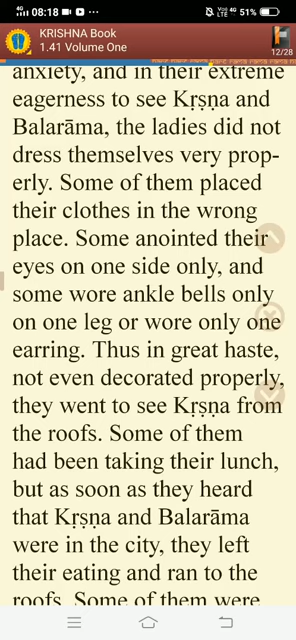 4G 08:18
Vo) 4G 51%
KRISHNA Book
1.41 Volume One
12/28
anxiety, and in their extreme
eagerness to see Kṛṣṇa and
Balarāma, the ladies did not
dress themselves very prop-
erly. Some of them placed
their clothes in the wrong
place. Some anointed their
eyes on one side only, and
some wore ankle bells only
on one leg or wore only one
earring. Thus in great haste,
not even decorated properly,
they went to see Kṛṣṇa from
the roofs. Some of them
had been taking their lunch,
but as soon as they heard
that Kṛṣṇa and Balarāma
were in the city, they left
their eating and ran to the
roofs. Some of them were